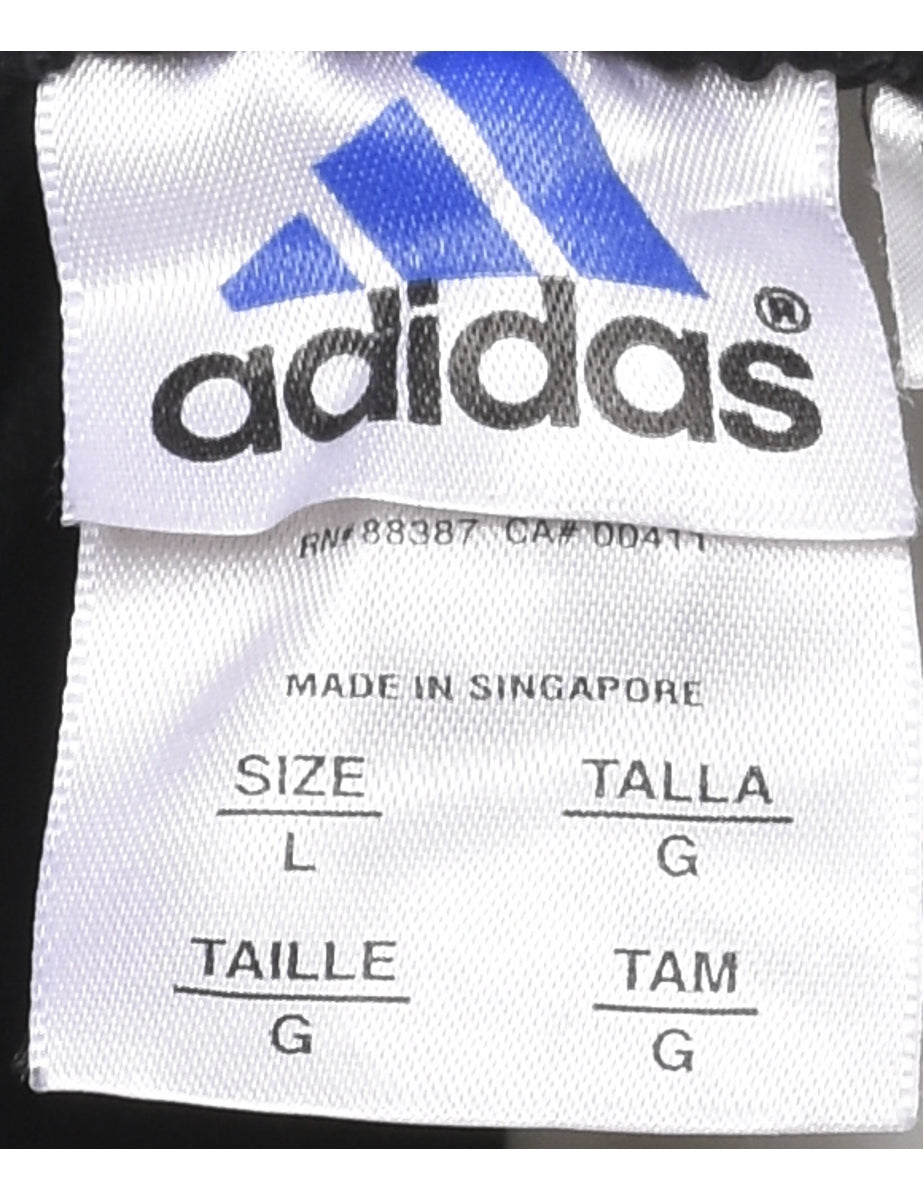 adidas®
RN# 88387 CA# 00411
MADE IN SINGAPORE
SIZE TALLA
L G
TAILLE TAM
G G